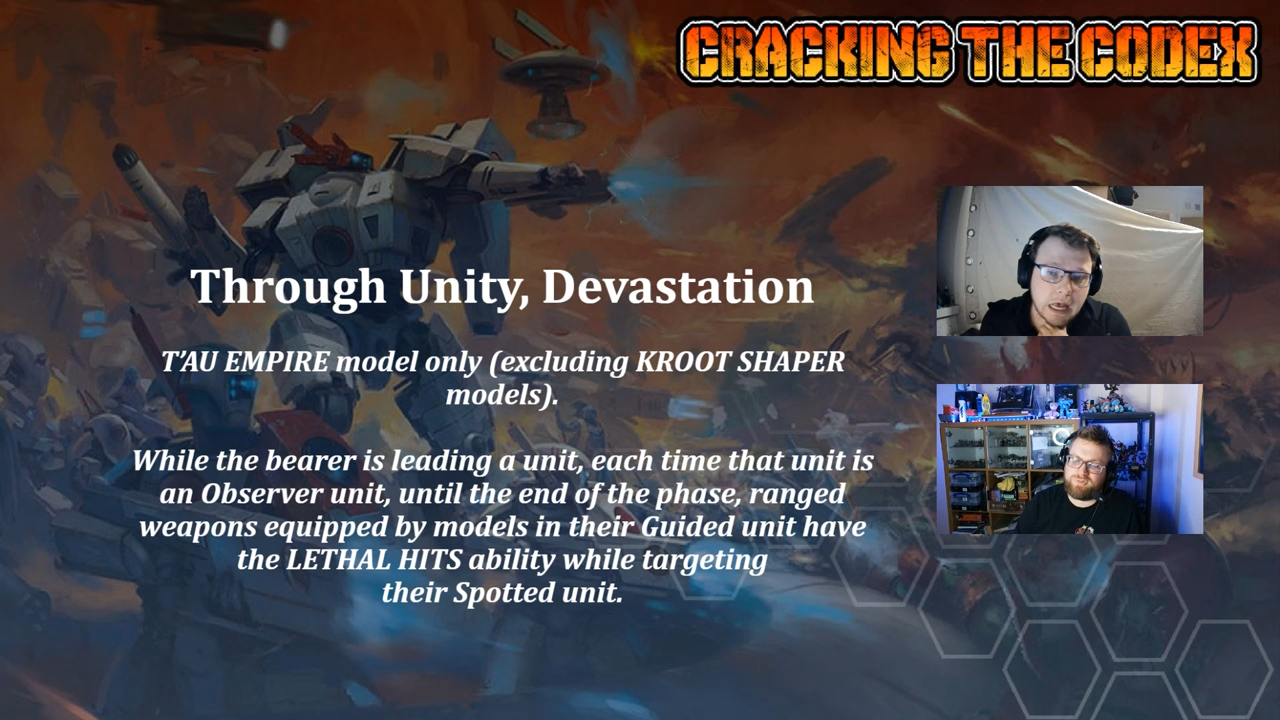 CRACKING THE CODEX
Through Unity, Devastation
T’AU EMPIRE model only (excluding KROOT SHAPER
models).
While the bearer is leading a unit, each time that unit is
an Observer unit, until the end of the phase, ranged
weapons equipped by models in their Guided unit have
the LETHAL HITS ability while targeting
their Spotted unit.